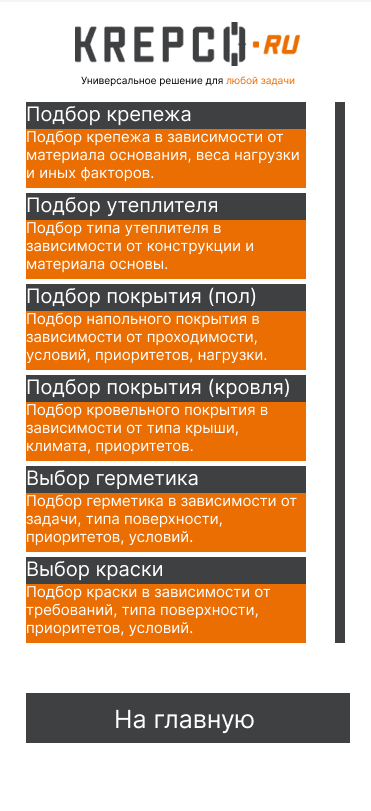 KREPCO.RU
Универсальное решение для любой задачи
Подбор крепежа
Подбор крепежа в зависимости от
материала основания, веса нагрузки
и иных факторов.
Подбор утеплителя
Подбор типа утеплителя в
зависимости от конструкции и
материала основы.
Подбор покрытия (пол)
Подбор напольного покрытия в
зависимости от проходимости,
условий, приоритетов, нагрузки.
Подбор покрытия (кровля)
Подбор кровельного покрытия в
зависимости от типа крыши,
климата, приоритетов.
Выбор герметика
Подбор герметика в зависимости от
задачи, типа поверхности,
приоритетов, условий.
Выбор краски
Подбор краски в зависимости от
требований, типа поверхности,
приоритетов, условий.
На главную